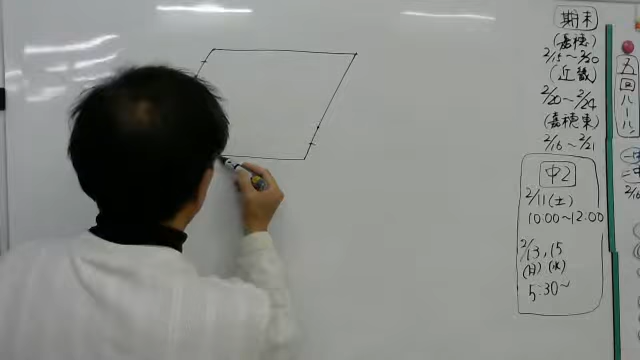 期末
(嘉穂)
2/15～2/20
(近畿)
2/20～2/24
(嘉穂東)
2/16～2/21
中2
2/11(土)
10:00～12:00
2/13,15
(月)(水)
5:30～